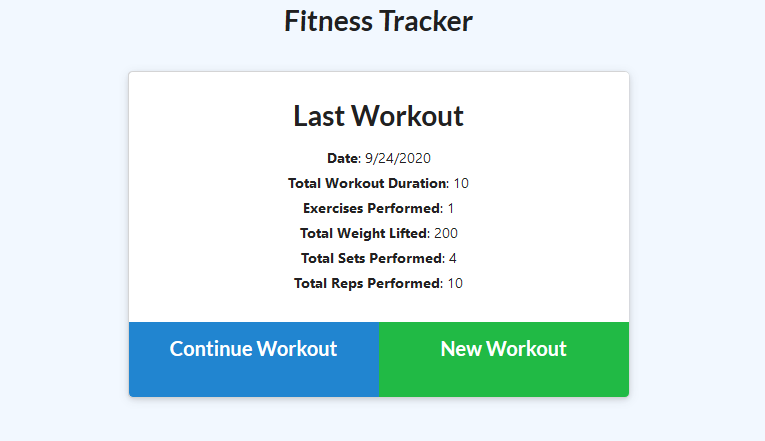 Fitness Tracker
Last Workout
Date: 9/24/2020
Total Workout Duration: 10
Exercises Performed: 1
Total Weight Lifted: 200
Total Sets Performed: 4
Total Reps Performed: 10
Continue Workout
New Workout